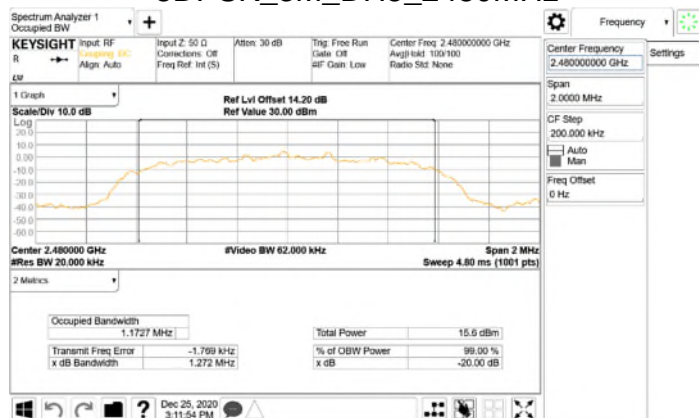 Spectrum Analyzer 1
Occupied BW
KEYSIGHT
R
Input: RF
Coupling: DC
Align: Auto
Input Z: 50 Ω
Corrections: Off
Freq Ref: Int (S)
Atten: 30 dB
Trig: Free Run
Gate: Off
#IF Gain: Low
Center Freq: 2.480000000 GHz
Avg|Hold: 100/100
Radio Std: None
Frequency
Settings
Center Frequency
2.480000000 GHz
Span
2.0000 MHz
CF Step
200.000 kHz
Auto
Man
Freq Offset
0 Hz
1 Graph
Scale/Div 10.0 dB
Ref Lvl Offset 14.20 dB
Ref Value 30.00 dBm
Log
20.0
10.0
0.00
-10.0
-20.0
-30.0
-40.0
-50.0
-60.0
Center 2.480000 GHz
#Res BW 20.000 kHz
#Video BW 62.000 kHz
Span 2 MHz
Sweep 4.80 ms (1001 pts)
2 Metrics
Occupied Bandwidth
1.1727 MHz
Total Power 15.6 dBm
Transmit Freq Error -1.769 kHz
% of OBW Power 99.00 %
x dB Bandwidth 1.272 MHz
x dB -20.00 dB
?
Dec 25, 2020
3:11:54 PM